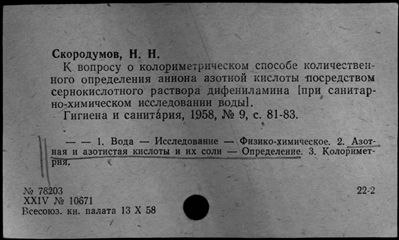 Скородумов, Н. Н.
К вопросу о колориметрическом способе количествен-
ного определения аниона азотной кислоты посредством
сернокислотного раствора дифениламина [при санитар-
но-химическом исследовании воды].
Гигиена и санитария, 1958, № 9, с. 81-83.
— — 1. Вода — Исследование — Физико-химическое. 2. Азот-
ная и азотистая кислоты и их соли — Определение. 3. Колоримет-
рия.
№ 78203 22-2
XXIV № 10671
Всесоюз. кн. палата 13 X 58